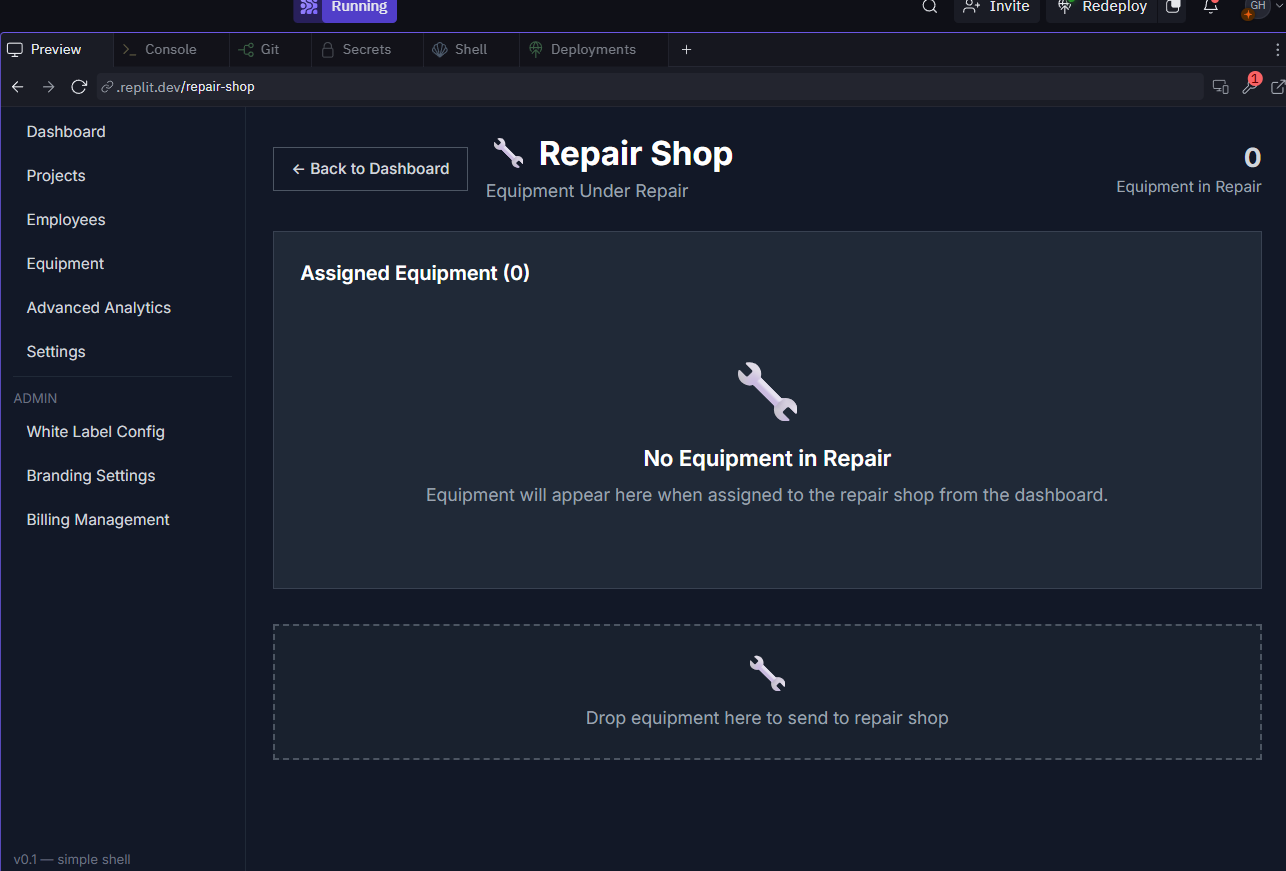 Running
Invite
Redeploy
GH
Preview
Console
Git
Secrets
Shell
Deployments
.replit.dev/repair-shop
1
Dashboard
Projects
Employees
Equipment
Advanced Analytics
Settings
ADMIN
White Label Config
Branding Settings
Billing Management
v0.1 — simple shell
← Back to Dashboard
Repair Shop
Equipment Under Repair
0
Equipment in Repair
Assigned Equipment (0)
No Equipment in Repair
Equipment will appear here when assigned to the repair shop from the dashboard.
Drop equipment here to send to repair shop